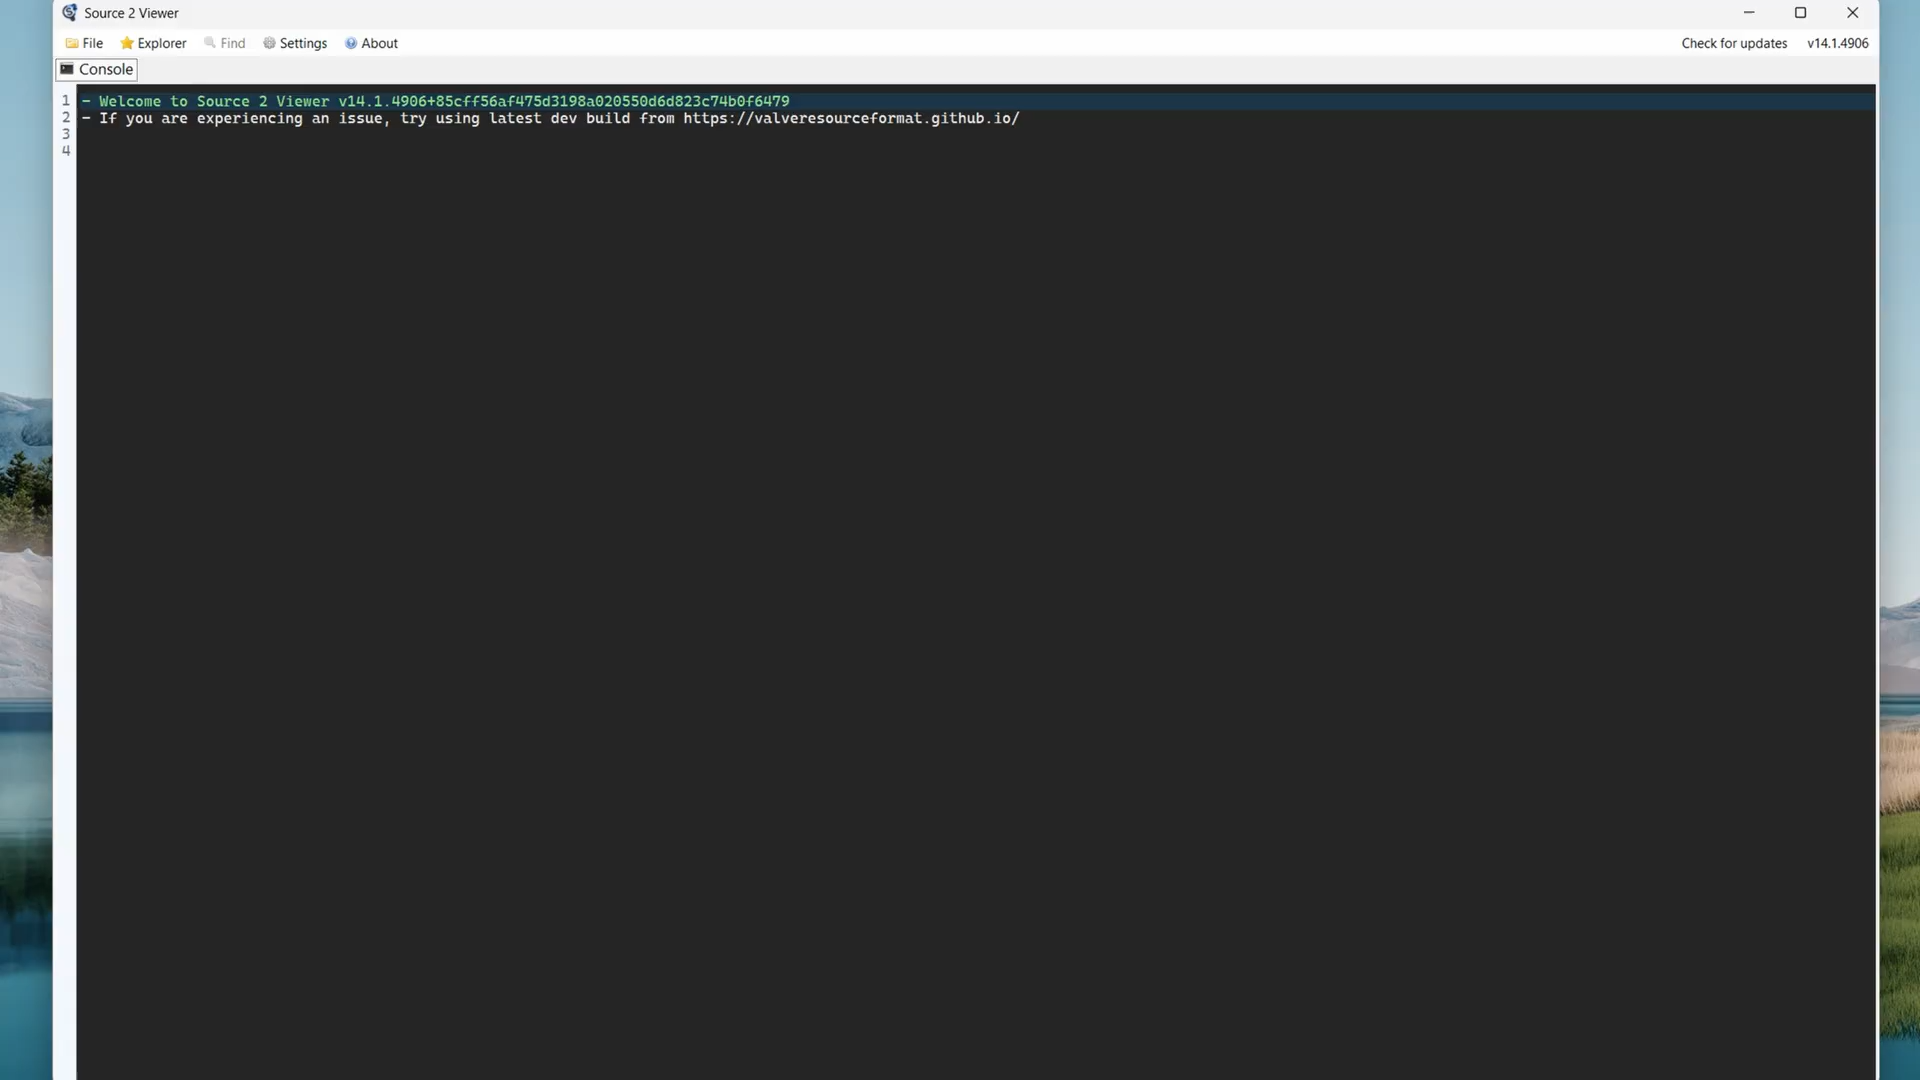 Source 2 Viewer
File Explorer Find Settings About Check for updates v14.1.4906
Console
1 - Welcome to Source 2 Viewer v14.1.4906+85cff56af475d3198a020550d6d823c74b0f6479
2 - If you are experiencing an issue, try using latest dev build from https://valveresourceformat.github.io/
3
4